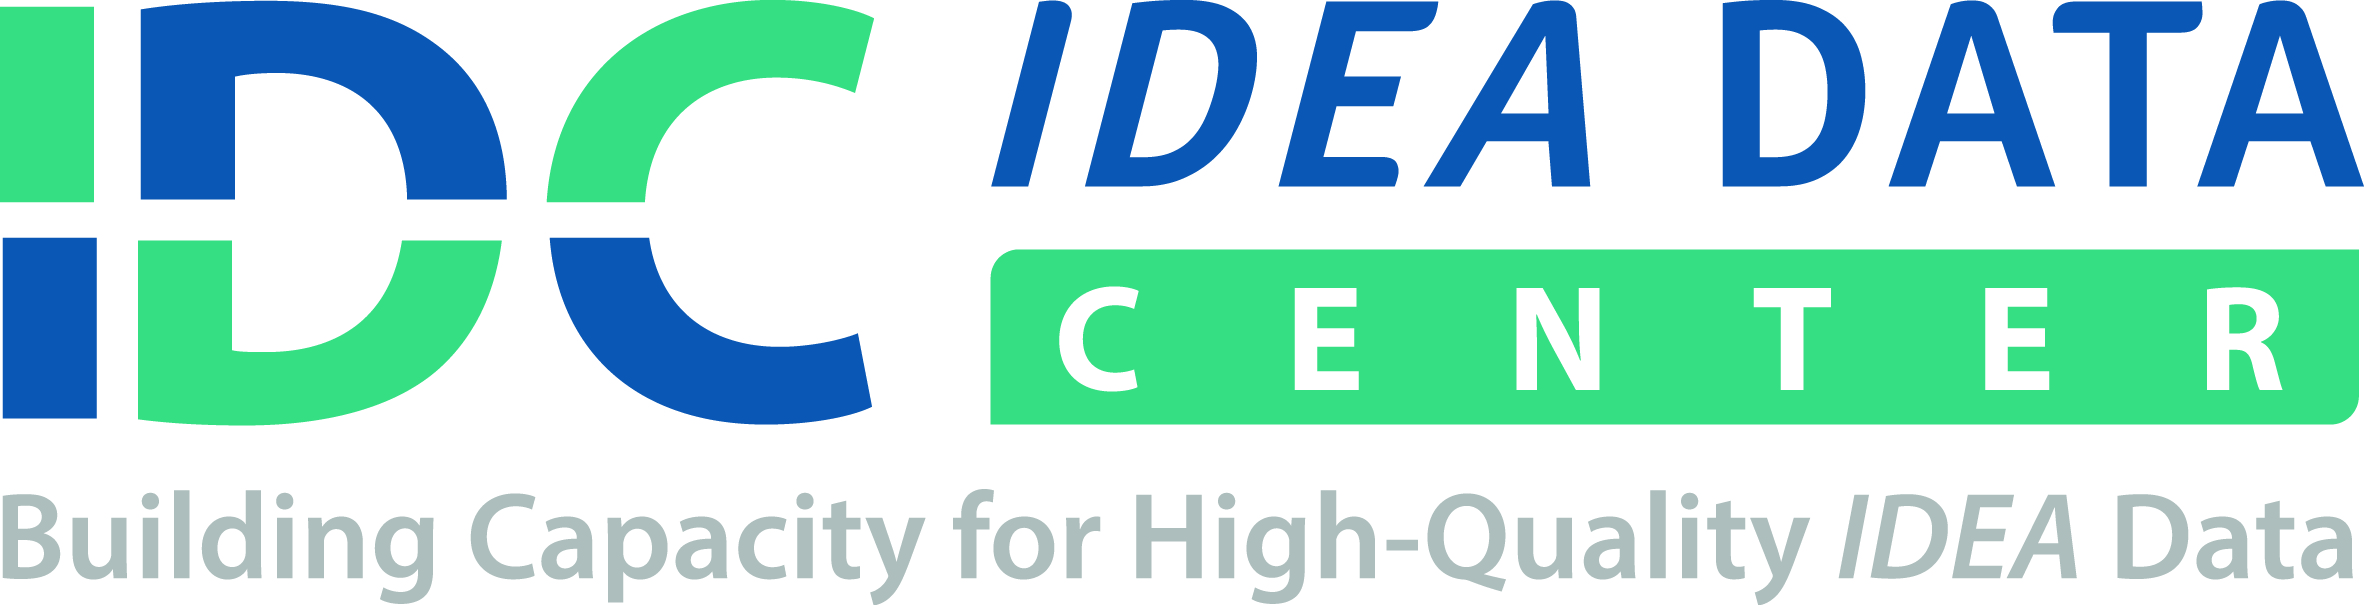 IDC
IDEA DATA
CENTER
Building Capacity for High-Quality IDEA Data